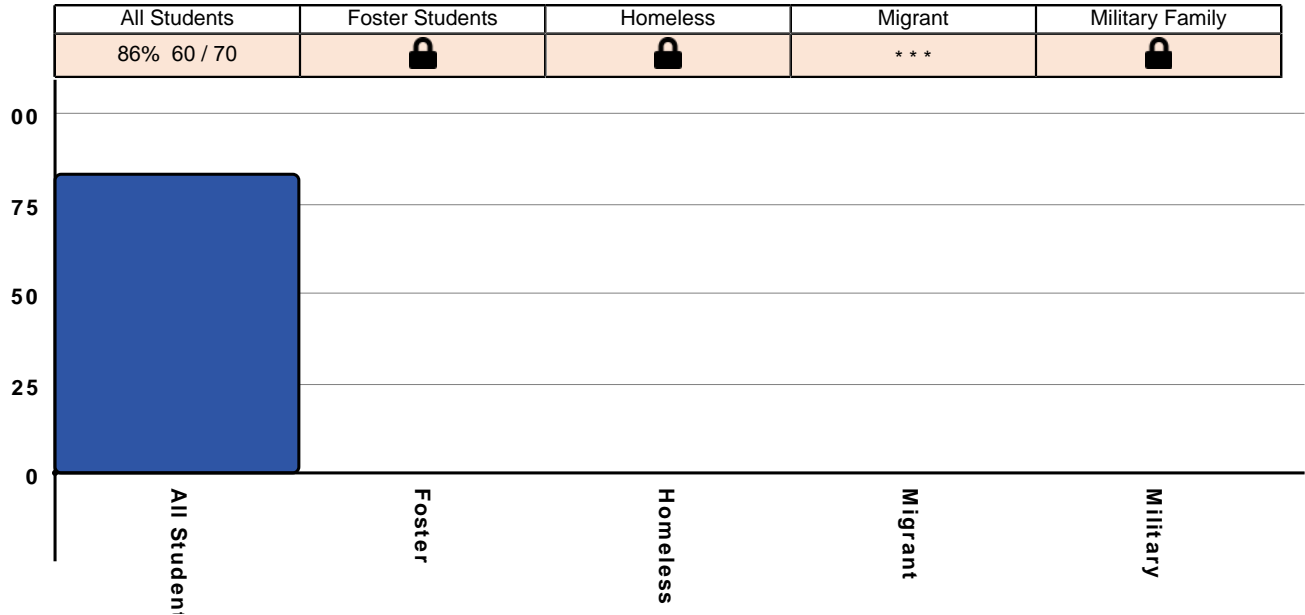 All Students Foster Students Homeless Migrant Military Family
86% 60 / 70 * * *
00
75
50
25
0
All Student
Foster
Homeless
Migrant
Military